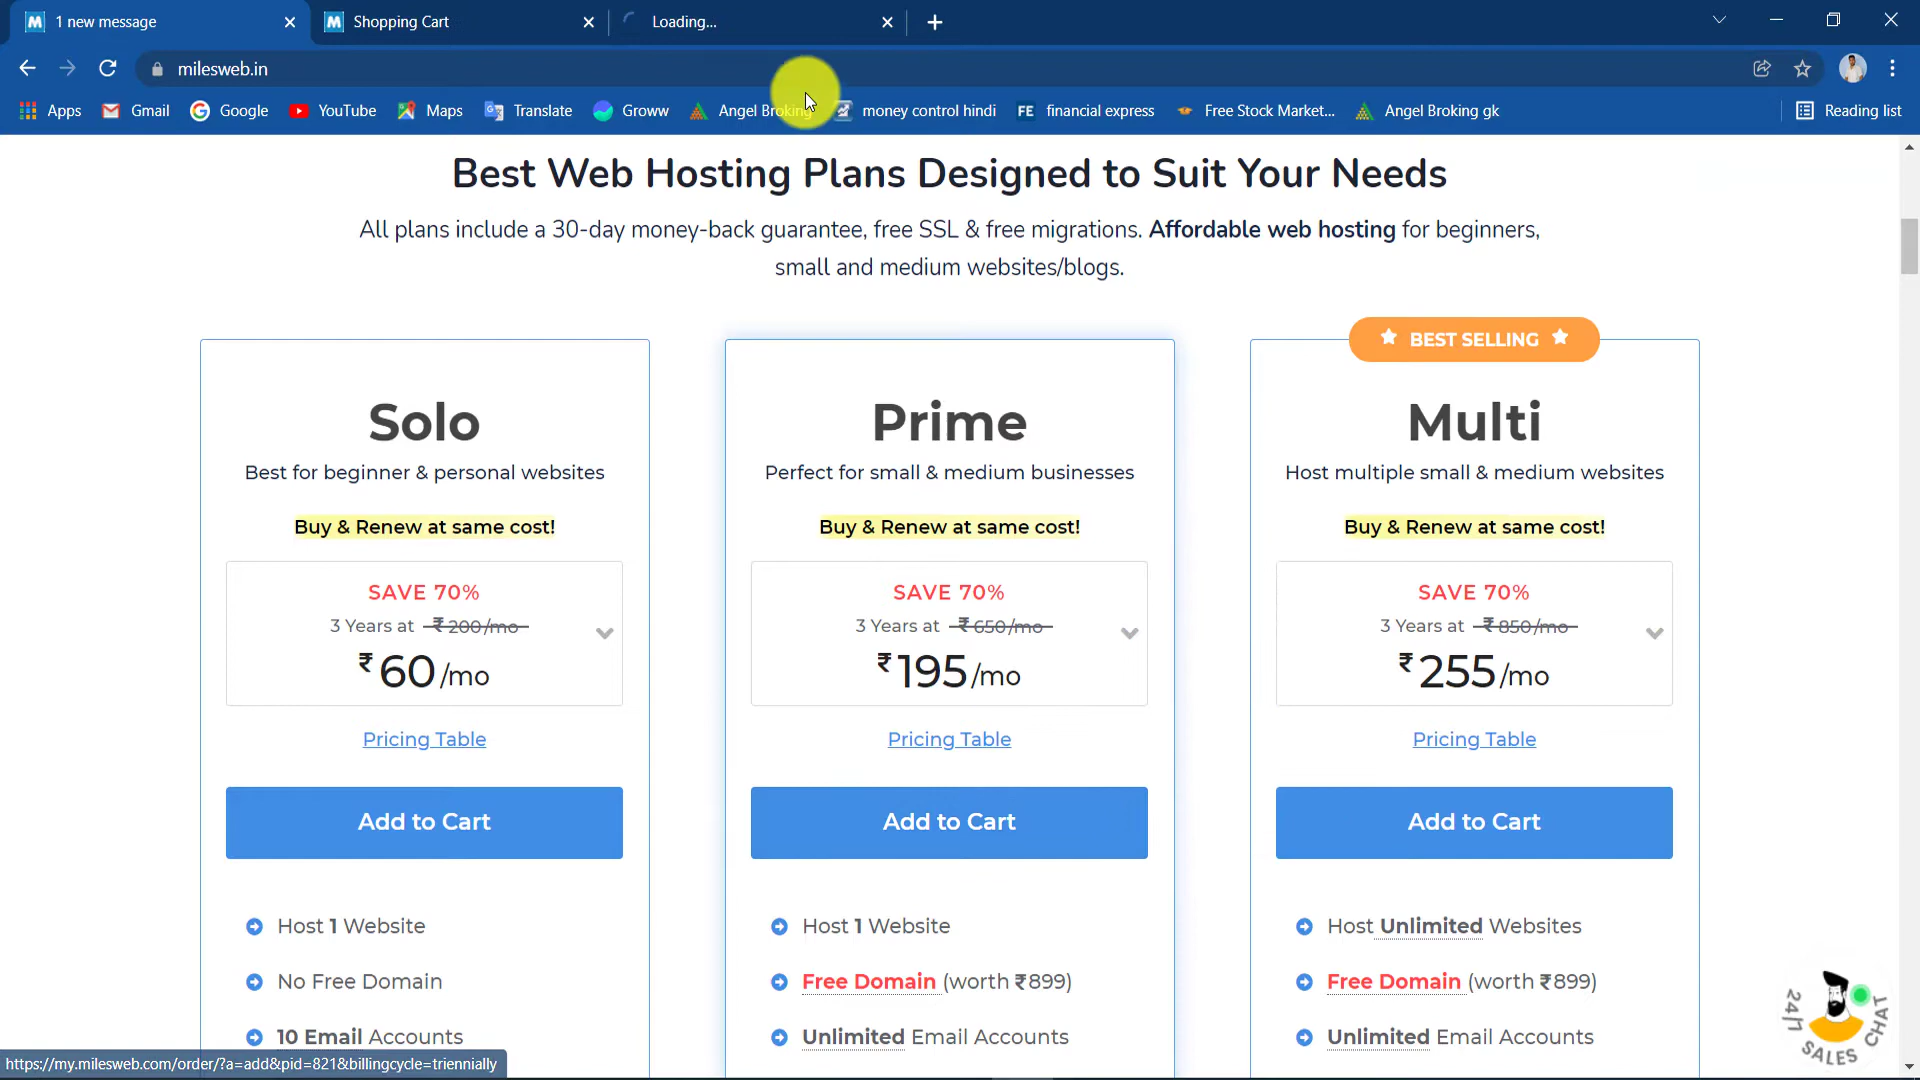 1 new message
Shopping Cart
Loading...
milesweb.in
Apps
Gmail
Google
YouTube
Maps
Translate
Groww
Angel Broking
money control hindi
FE financial express
Free Stock Market...
Angel Broking gk
Reading list
Best Web Hosting Plans Designed to Suit Your Needs
All plans include a 30-day money-back guarantee, free SSL & free migrations. Affordable web hosting for beginners,
small and medium websites/blogs.
Solo
Best for beginner & personal websites
Buy & Renew at same cost!
SAVE 70%
3 Years at ₹200/mo
₹60/mo
Pricing Table
Add to Cart
Host 1 Website
No Free Domain
10 Email Accounts
Prime
Perfect for small & medium businesses
Buy & Renew at same cost!
SAVE 70%
3 Years at ₹650/mo
₹195/mo
Pricing Table
Add to Cart
Host 1 Website
Free Domain (worth ₹899)
Unlimited Email Accounts
BEST SELLING
Multi
Host multiple small & medium websites
Buy & Renew at same cost!
SAVE 70%
3 Years at ₹850/mo
₹255/mo
Pricing Table
Add to Cart
Host Unlimited Websites
Free Domain (worth ₹899)
Unlimited Email Accounts
24/7 SALES CHAT
https://my.milesweb.com/order/?a=add&pid=821&billingcycle=triennially